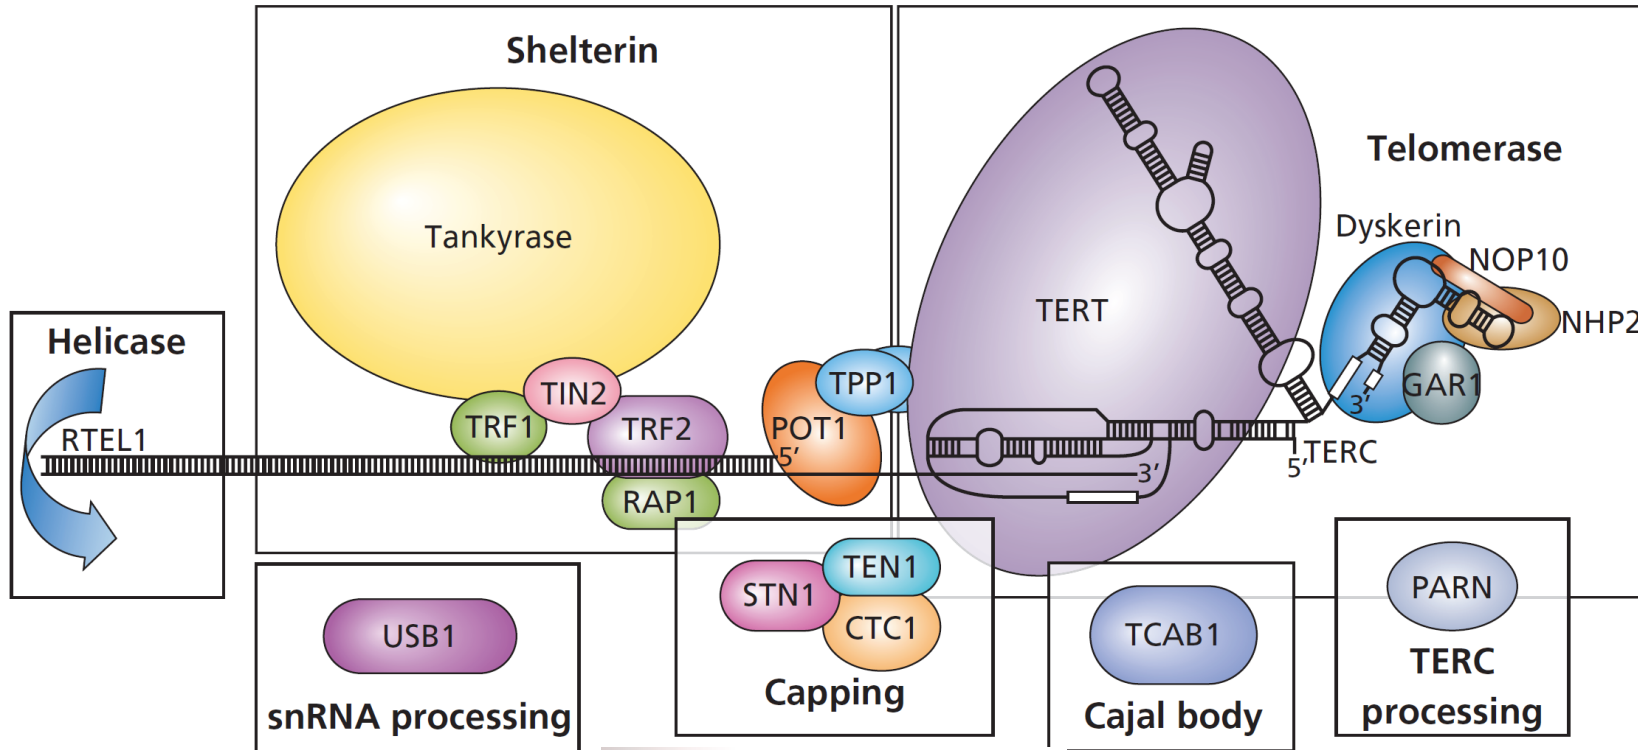 Shelterin
Tankyrase
TIN2
TRF1
TRF2
RAP1
POT1
TPP1
5’
Helicase
RTEL1
Telomerase
TERT
Dyskerin
NOP10
NHP2
GAR1
3’
TERC
5’
3’
USB1
snRNA processing
STN1
TEN1
CTC1
Capping
TCAB1
Cajal body
PARN
TERC
processing